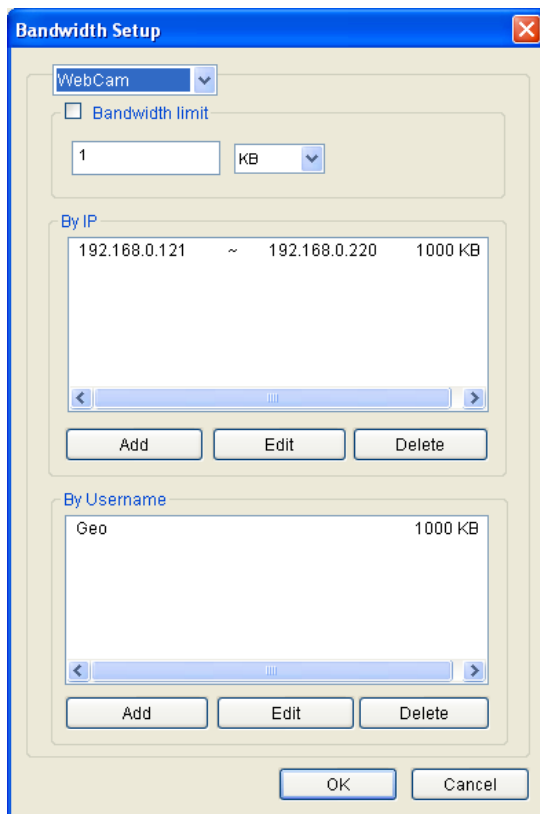 Bandwidth Setup
WebCam
Bandwidth limit
1 KB
By IP
192.168.0.121 ~ 192.168.0.220 1000 KB
Add Edit Delete
By Username
Geo 1000 KB
Add Edit Delete
OK Cancel